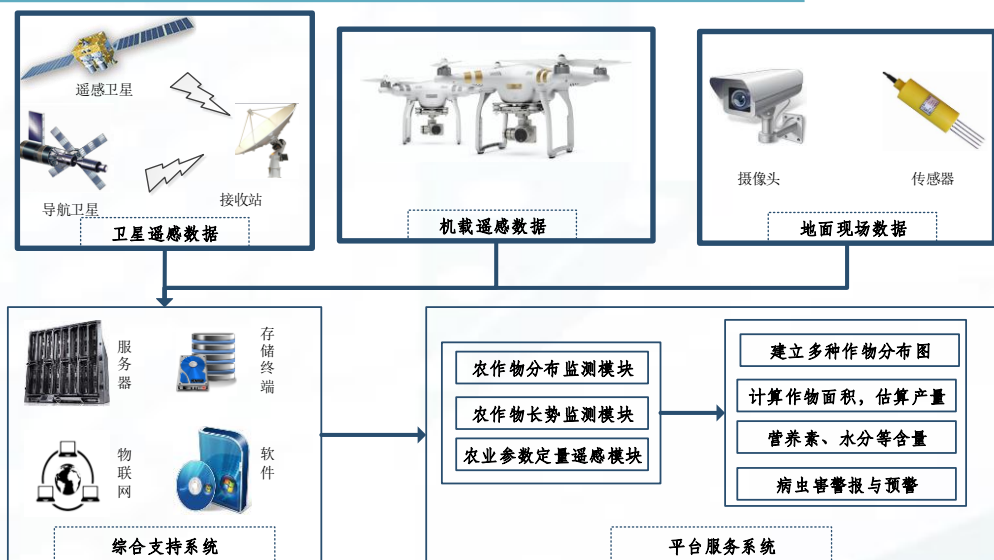 遥感卫星
导航卫星
接收站
卫星遥感数据
机载遥感数据
摄像头
传感器
地面现场数据
服务器
存储终端
物联网
软件
综合支持系统
农作物分布监测模块
农作物长势监测模块
农业参数定量遥感模块
建立多种作物分布图
计算作物面积，估算产量
营养素、水分等含量
病虫害警报与预警
平台服务系统